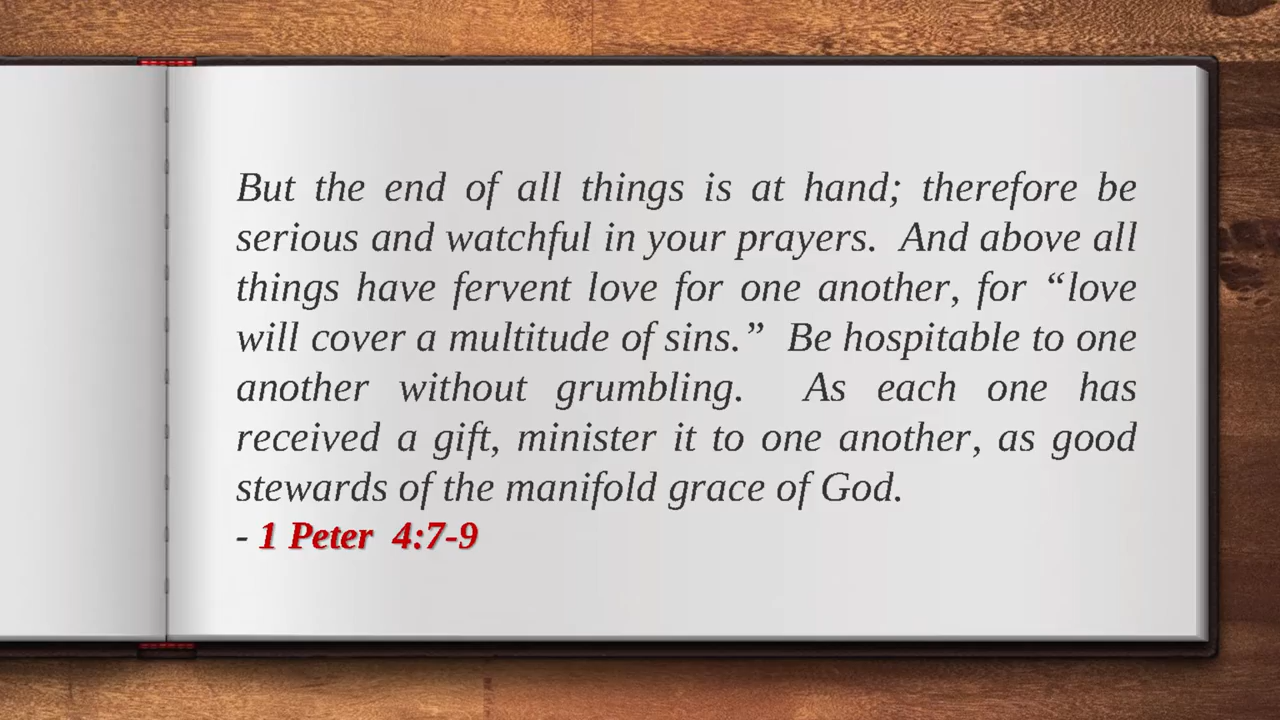 But the end of all things is at hand; therefore be
serious and watchful in your prayers. And above all
things have fervent love for one another, for “love
will cover a multitude of sins.” Be hospitable to one
another without grumbling. As each one has
received a gift, minister it to one another, as good
stewards of the manifold grace of God.
- 1 Peter 4:7-9